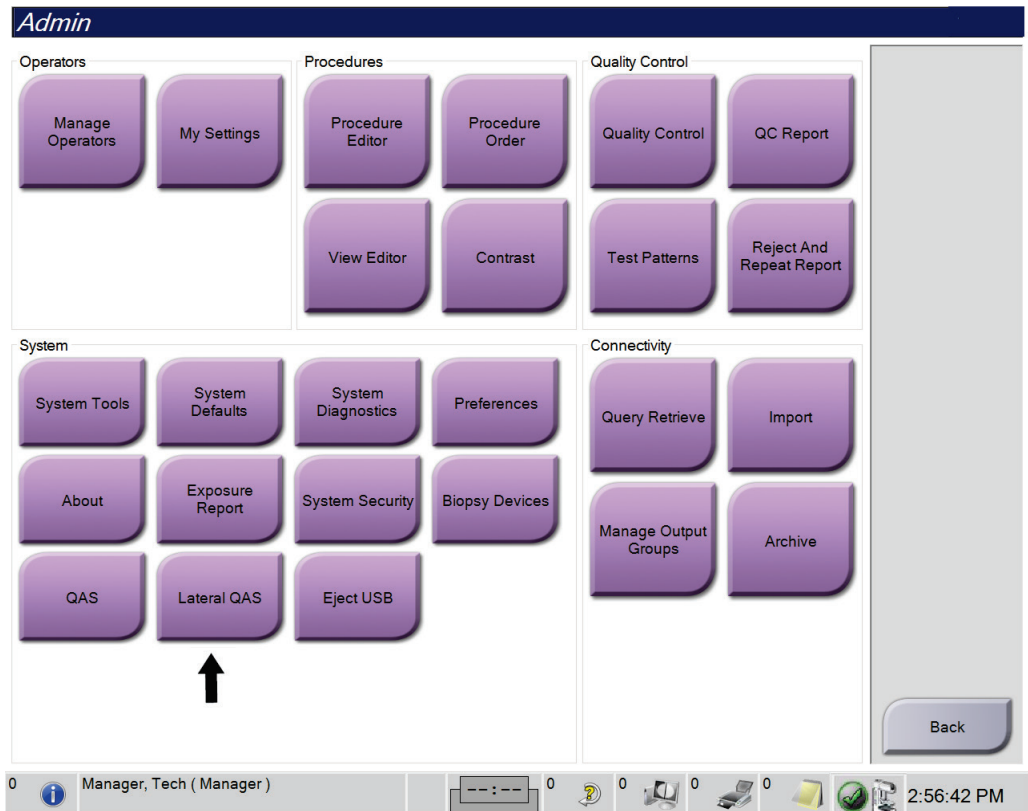 Admin
Operators
Manage
Operators
My Settings
Procedures
Procedure
Editor
Procedure
Order
View Editor
Contrast
Quality Control
Quality Control
QC Report
Test Patterns
Reject And
Repeat Report
System
System Tools
System
Defaults
System
Diagnostics
Preferences
About
Exposure
Report
System Security
Biopsy Devices
QAS
Lateral QAS
Eject USB
Connectivity
Query Retrieve
Import
Manage Output
Groups
Archive
Back
0
Manager, Tech ( Manager )
--:--
0
0
0
0
2:56:42 PM